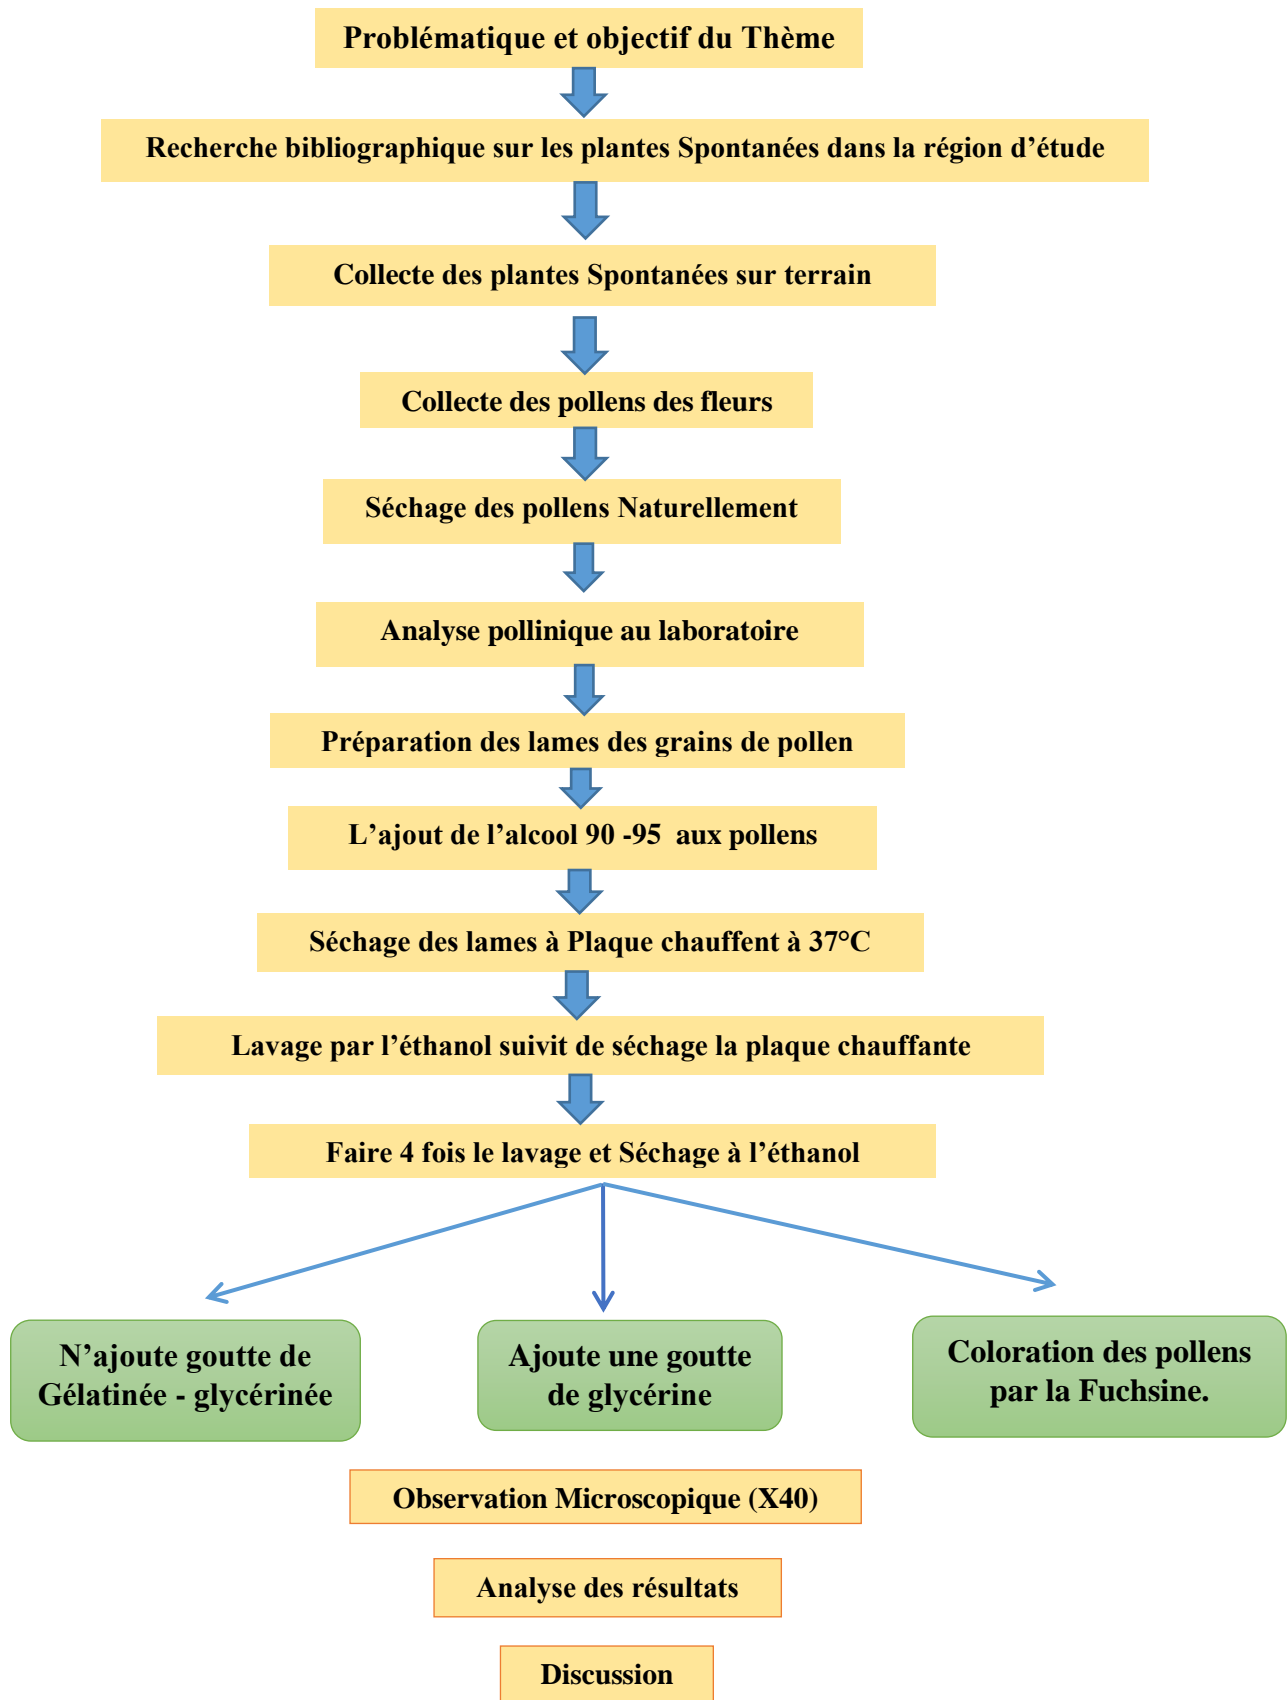 Problématique et objectif du Thème
Recherche bibliographique sur les plantes Spontanées dans la région d’étude
Collecte des plantes Spontanées sur terrain
Collecte des pollens des fleurs
Séchage des pollens Naturellement
Analyse pollinique au laboratoire
Préparation des lames des grains de pollen
L’ajout de l’alcool 90 -95 aux pollens
Séchage des lames à Plaque chauffent à 37°C
Lavage par l’éthanol suivit de séchage la plaque chauffante
Faire 4 fois le lavage et Séchage à l’éthanol
N’ajoute goutte de
Gélatinée - glycérinée
Ajoute une goutte
de glycérine
Coloration des pollens
par la Fuchsine.
Observation Microscopique (X40)
Analyse des résultats
Discussion